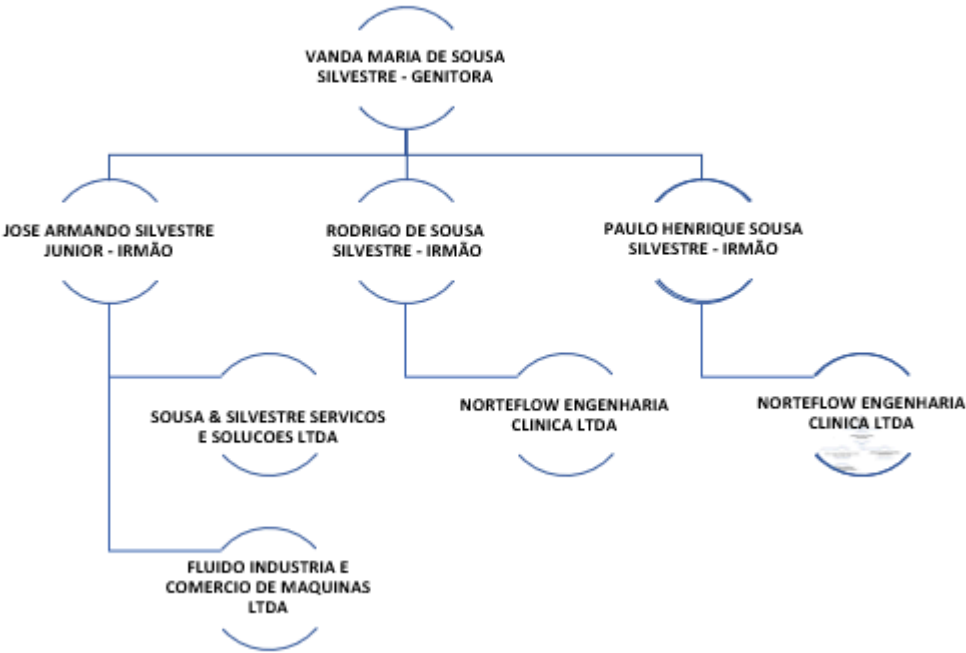 VANDA MARIA DE SOUSA
SILVESTRE - GENITORA
JOSE ARMANDO SILVESTRE
JUNIOR - IRMÃO
RODRIGO DE SOUSA
SILVESTRE - IRMÃO
PAULO HENRIQUE SOUSA
SILVESTRE - IRMÃO
SOUSA & SILVESTRE SERVICOS
E SOLUCOES LTDA
NORTEFLOW ENGENHARIA
CLINICA LTDA
NORTEFLOW ENGENHARIA
CLINICA LTDA
FLUIDO INDUSTRIA E
COMERCIO DE MAQUINAS
LTDA